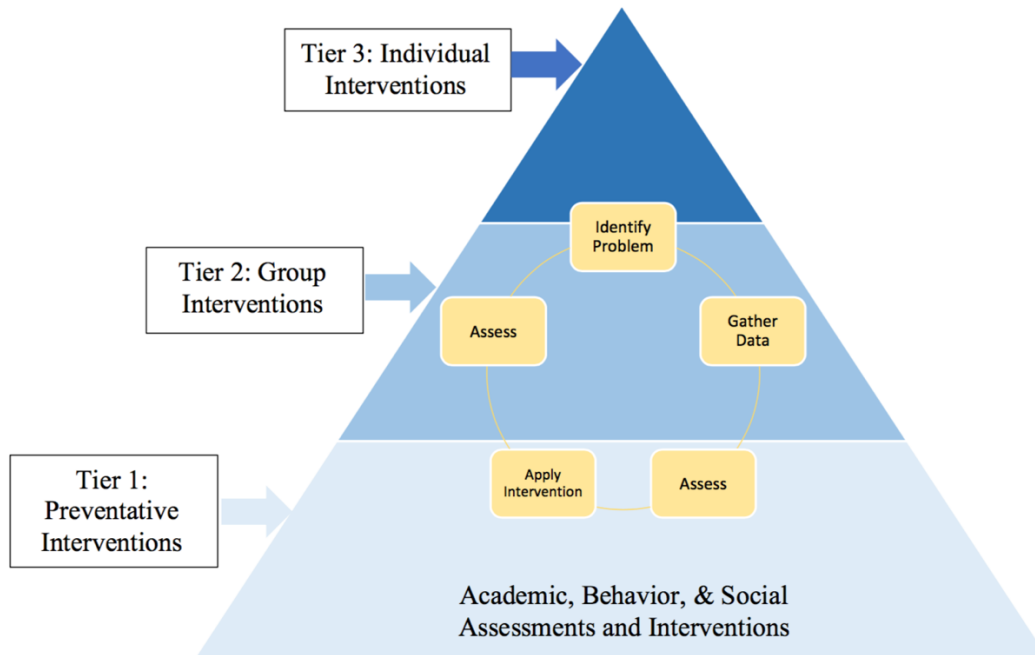 Tier 3: Individual
Interventions
Identify
Problem
Tier 2: Group
Interventions
Assess
Gather
Data
Tier 1:
Preventative
Interventions
Apply
Intervention
Assess
Academic, Behavior, & Social
Assessments and Interventions